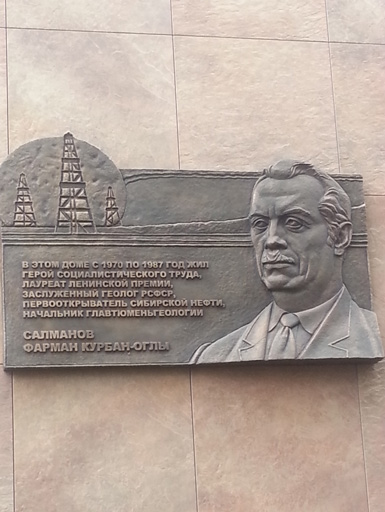 В ЭТОМ ДОМЕ С 1970 ПО 1987 ГОД ЖИЛ
ГЕРОЙ СОЦИАЛИСТИЧЕСКОГО ТРУДА,
ЛАУРЕАТ ЛЕНИНСКОЙ ПРЕМИИ,
ЗАСЛУЖЕННЫЙ ГЕОЛОГ РСФСР,
ПЕРВООТКРЫВАТЕЛЬ СИБИРСКОЙ НЕФТИ,
НАЧАЛЬНИК ГЛАВТЮМЕНЬГЕОЛОГИИ
САЛМАНОВ
ФАРМАН КУРБАН-ОГЛЫ